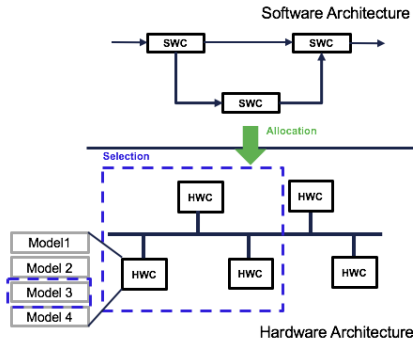 Software Architecture
SWC
SWC
SWC
Allocation
Selection
HWC
HWC
Model1
Model 2
HWC
HWC
HWC
Model 3
Model 4
Hardware Architecture